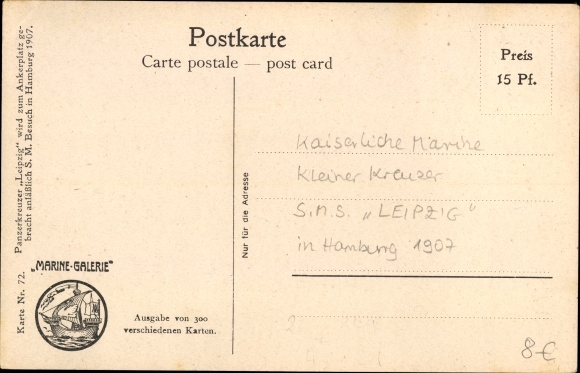 Postkarte
Carte postale — post card
Preis
15 Pf.
Karte Nr. 72. Panzerkreuzer „Leipzig" wird zum Ankerplatz ge-
bracht anläßlich S. M. Besuch in Hamburg 1907.
„MARINE-GALERIE"
Ausgabe von 300
verschiedenen Karten.
Nur für die Adresse
Kaiserliche Marine
Kleiner Kreuzer
S.M.S. „LEIPZIG"
in Hamburg 1907
8€